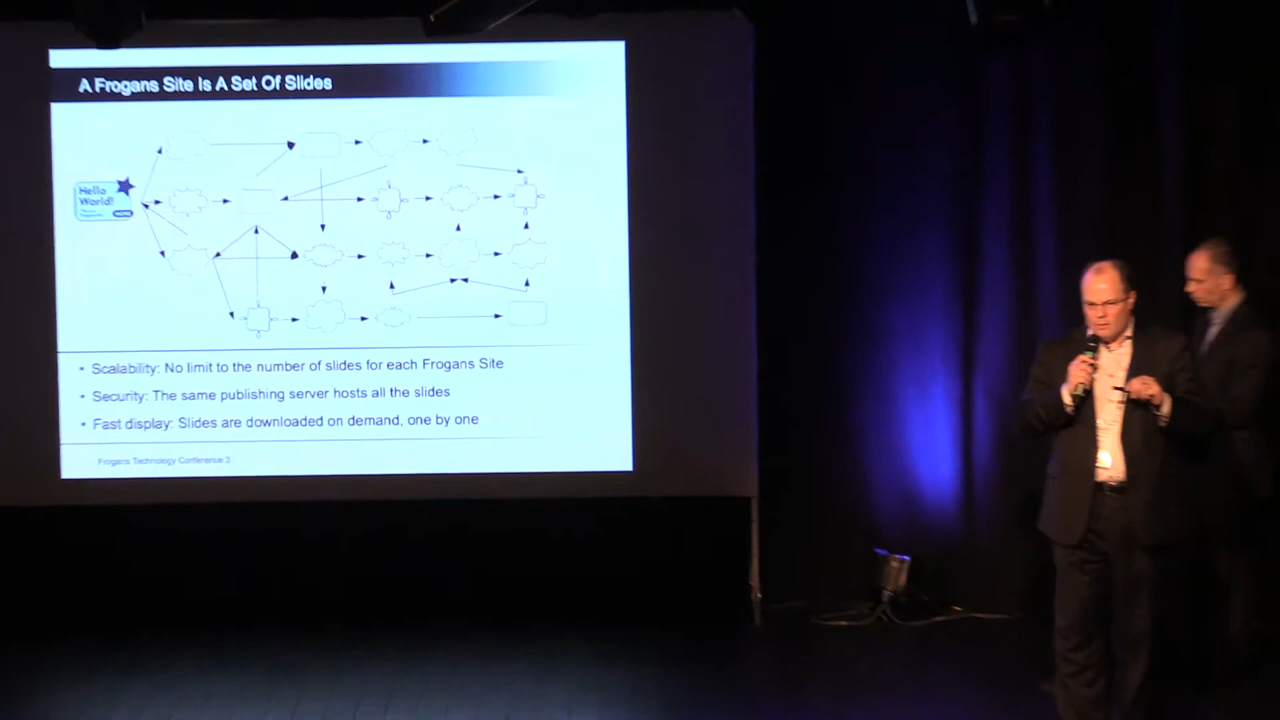 A Frogans Site Is A Set Of Slides
Hello
World!
• Scalability: No limit to the number of slides for each Frogans Site
• Security: The same publishing server hosts all the slides
• Fast display: Slides are downloaded on demand, one by one
Frogans Technology Conference 3